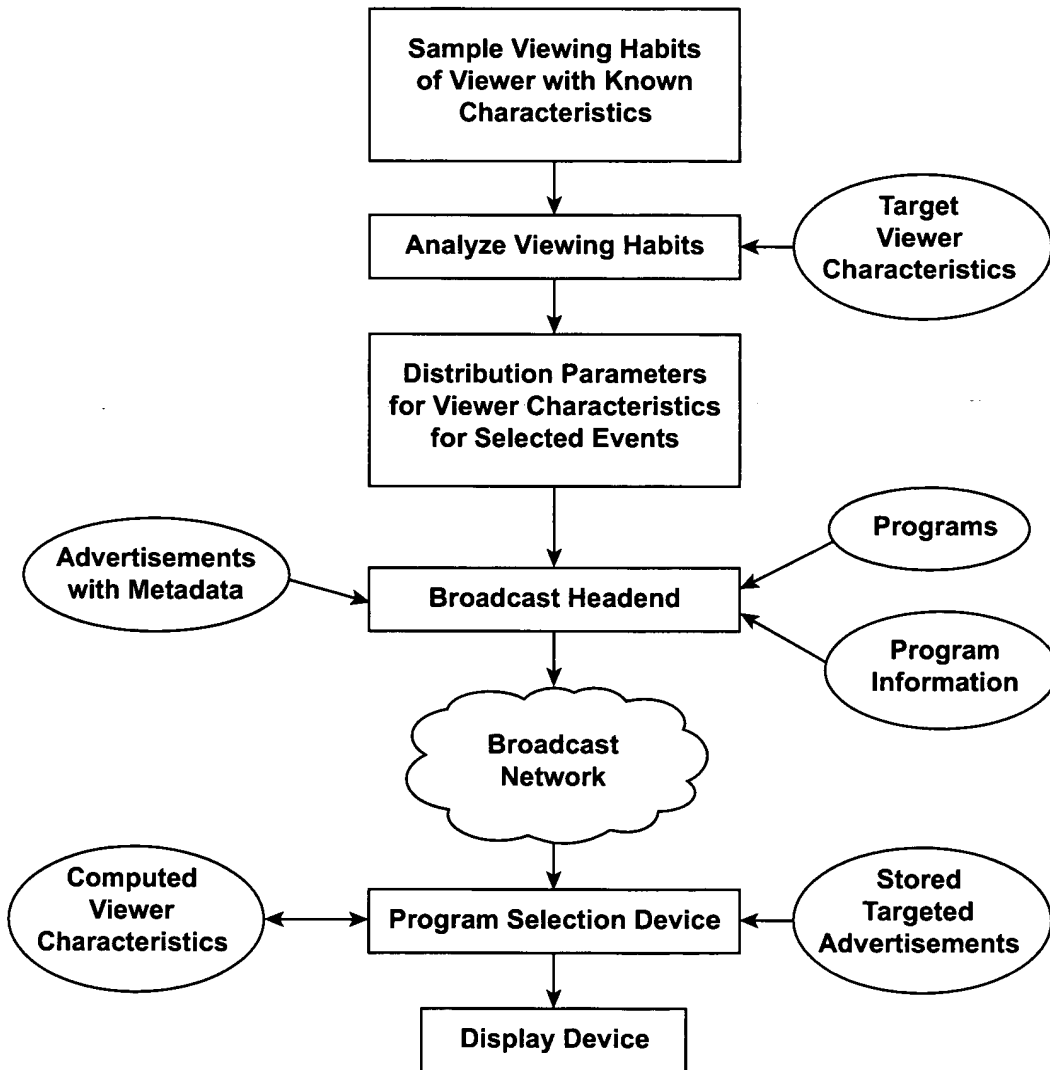 Sample Viewing Habits
of Viewer with Known
Characteristics
Analyze Viewing Habits
Target
Viewer
Characteristics
Distribution Parameters
for Viewer Characteristics
for Selected Events
Advertisements
with Metadata
Broadcast Headend
Programs
Program
Information
Broadcast
Network
Computed
Viewer
Characteristics
Program Selection Device
Stored
Targeted
Advertisements
Display Device